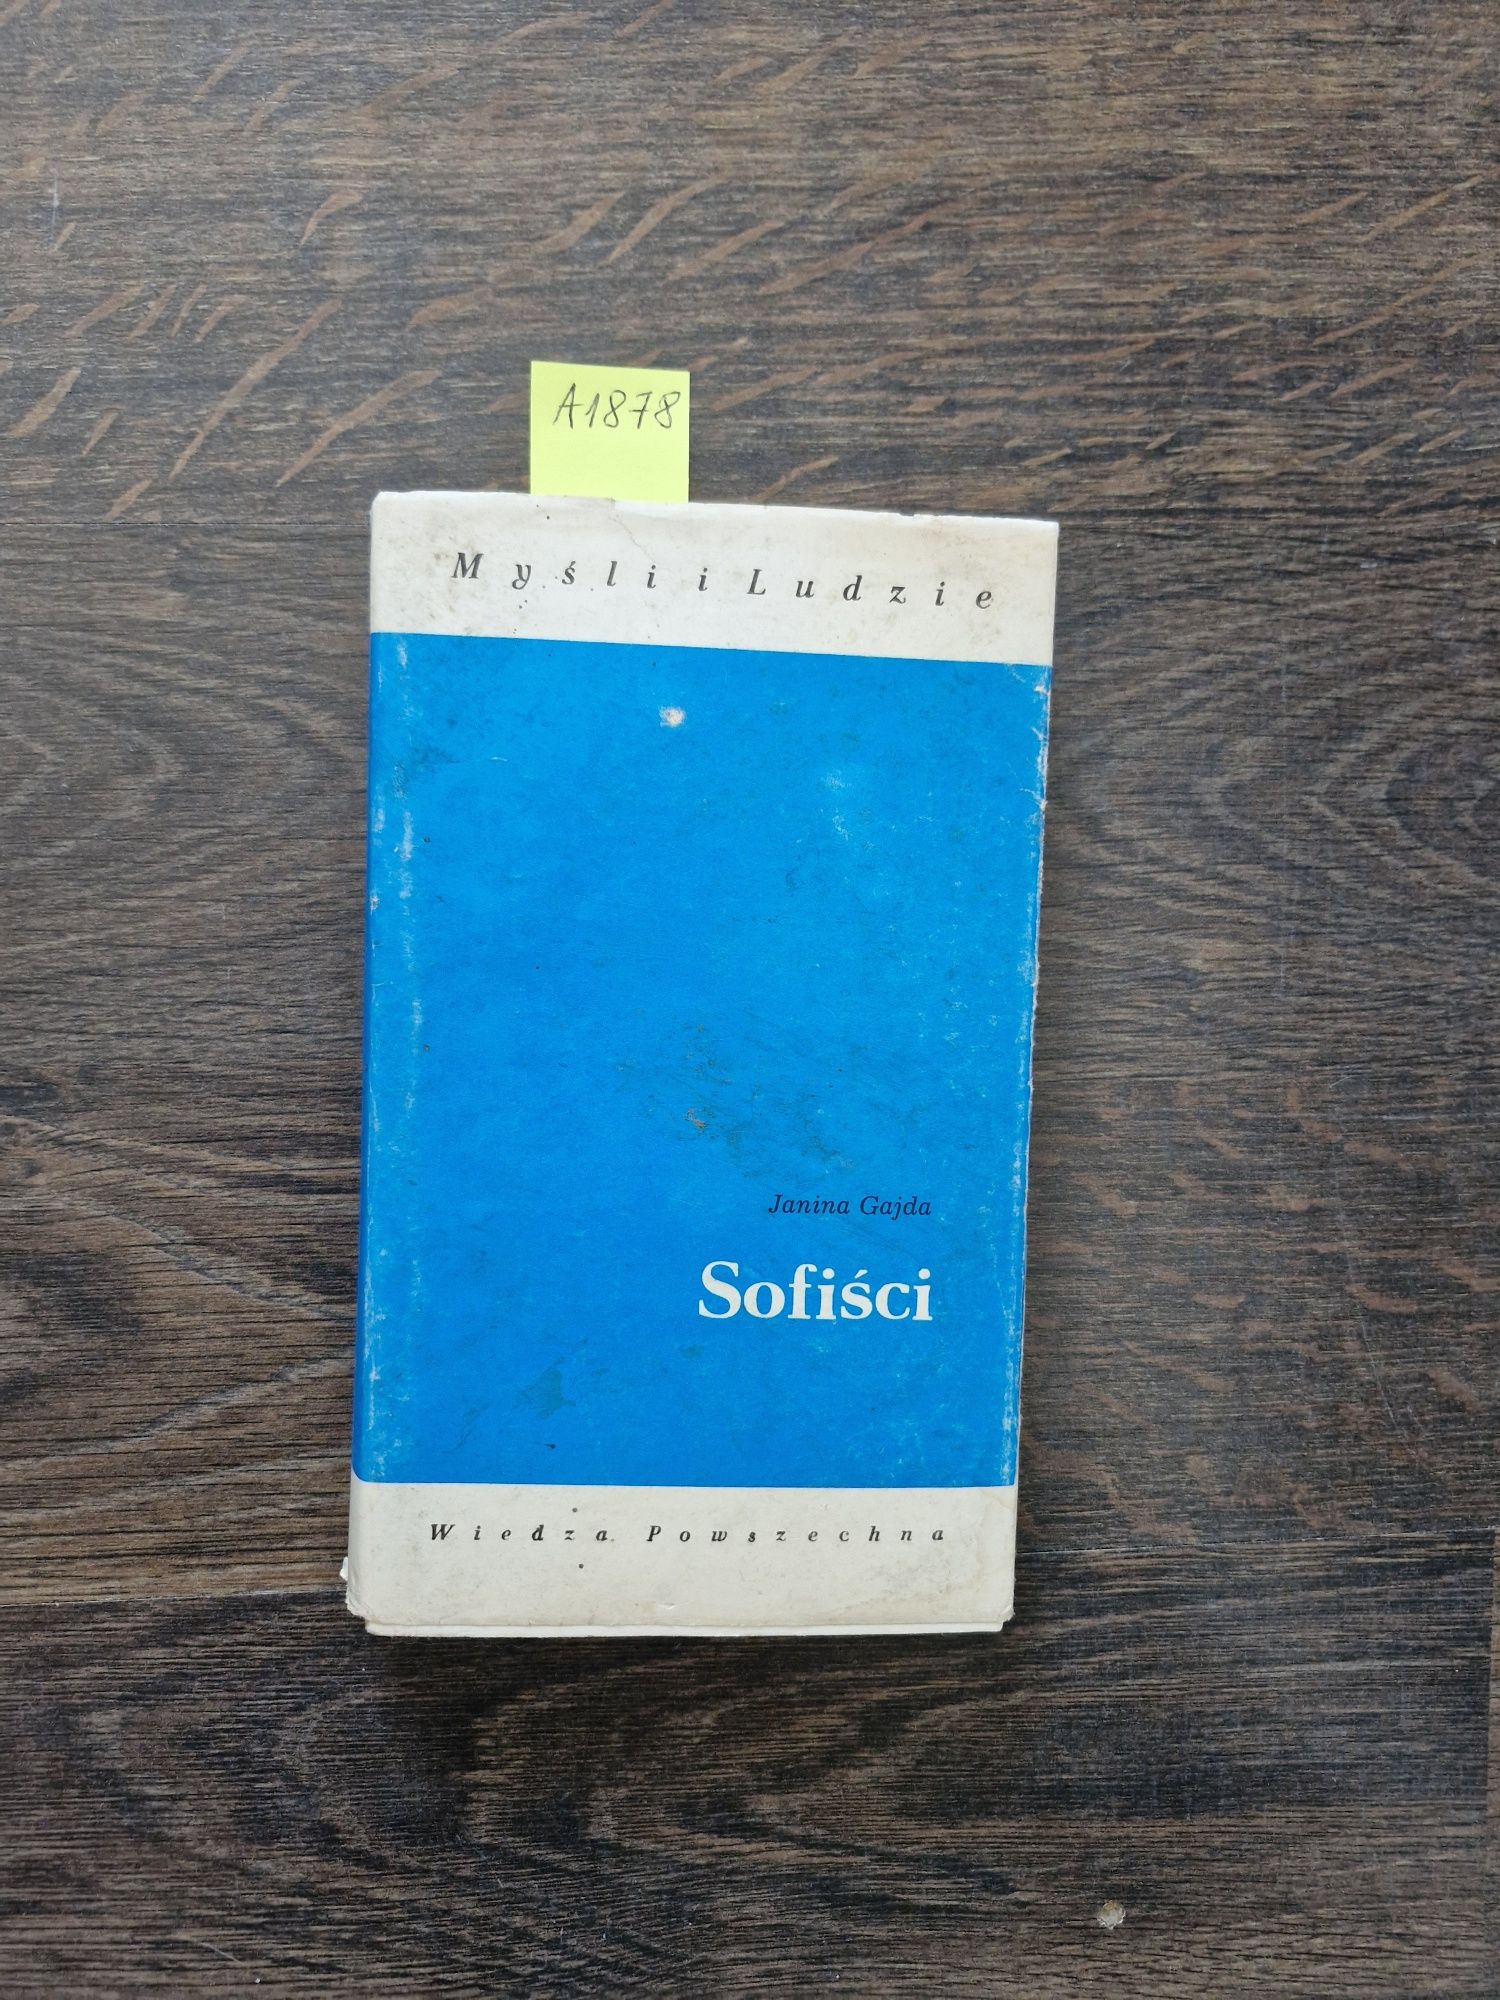 A1878
Myśli i Ludzie
Janina Gajda
Sofiści
Wiedza Powszechna